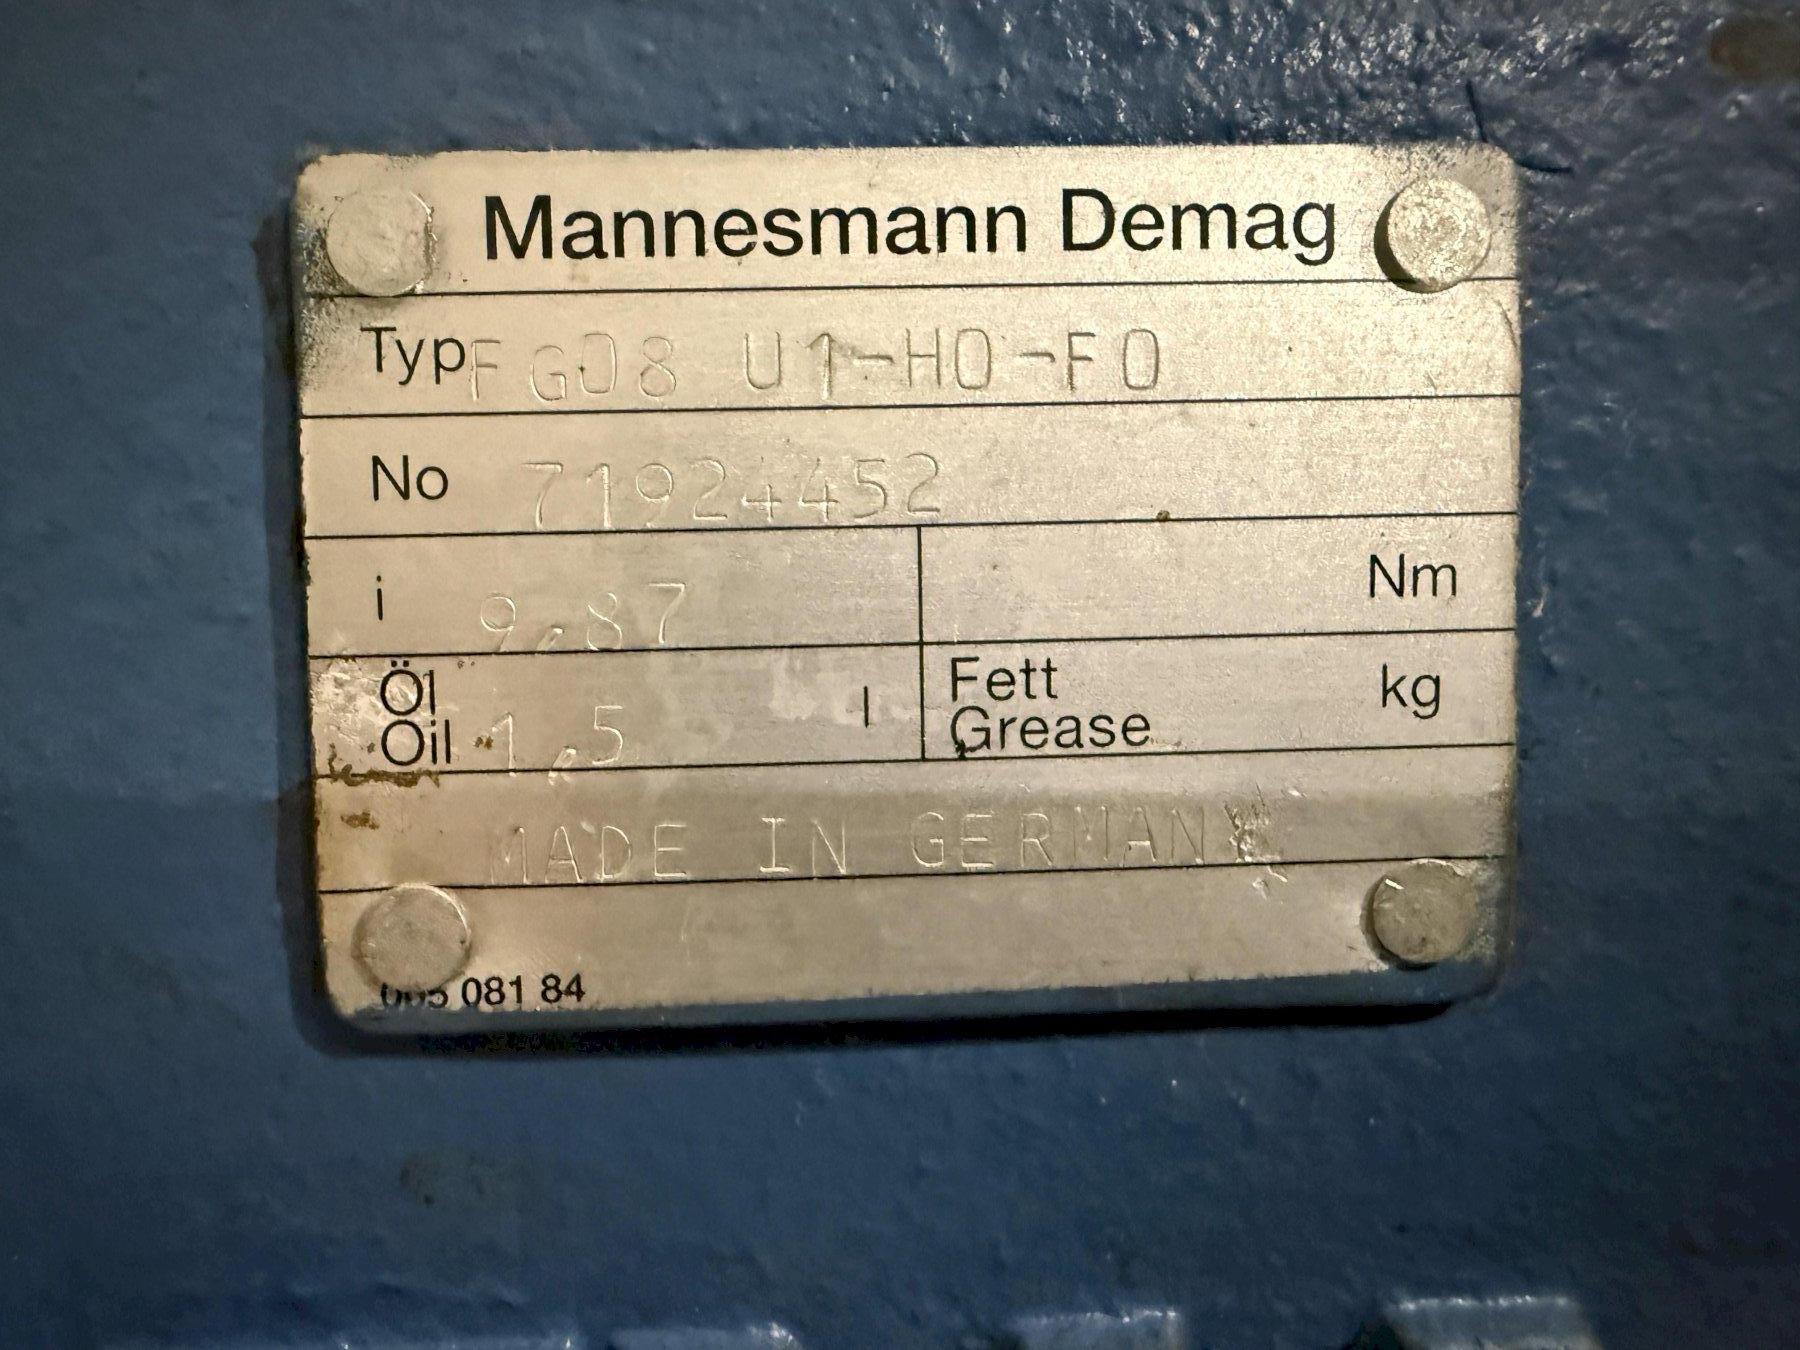 Mannesmann Demag
Typ FG08 U1-H0-F0
No 71924452
i 9,87 Nm
Öl
Oil 1,5 l Fett
Grease kg
MADE IN GERMANY
005 081 84